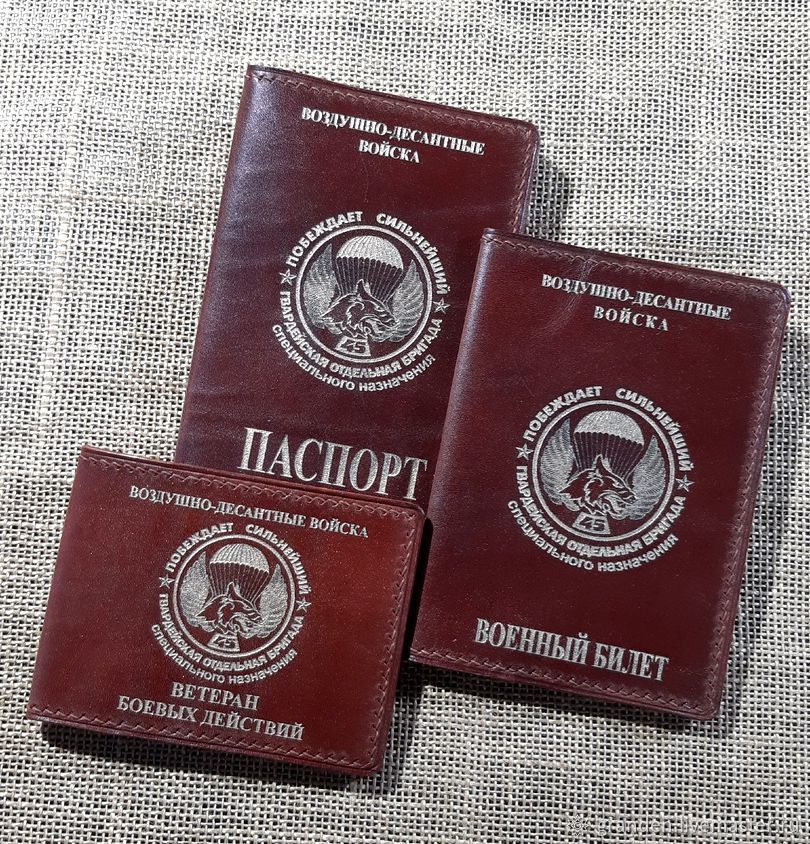 ВОЗДУШНО-ДЕСАНТНЫЕ
ВОЙСКА
ПОБЕЖДАЕТ СИЛЬНЕЙШИЙ
ГВАРДЕЙСКАЯ ОТДЕЛЬНАЯ БРИГАДА
специального назначения
45
ПАСПОРТ
ВОЗДУШНО-ДЕСАНТНЫЕ
ВОЙСКА
ПОБЕЖДАЕТ СИЛЬНЕЙШИЙ
ГВАРДЕЙСКАЯ ОТДЕЛЬНАЯ БРИГАДА
специального назначения
45
ВОЕННЫЙ БИЛЕТ
ВОЗДУШНО-ДЕСАНТНЫЕ ВОЙСКА
ПОБЕЖДАЕТ СИЛЬНЕЙШИЙ
ГВАРДЕЙСКАЯ ОТДЕЛЬНАЯ БРИГАДА
специального назначения
45
ВЕТЕРАН
БОЕВЫХ ДЕЙСТВИЙ